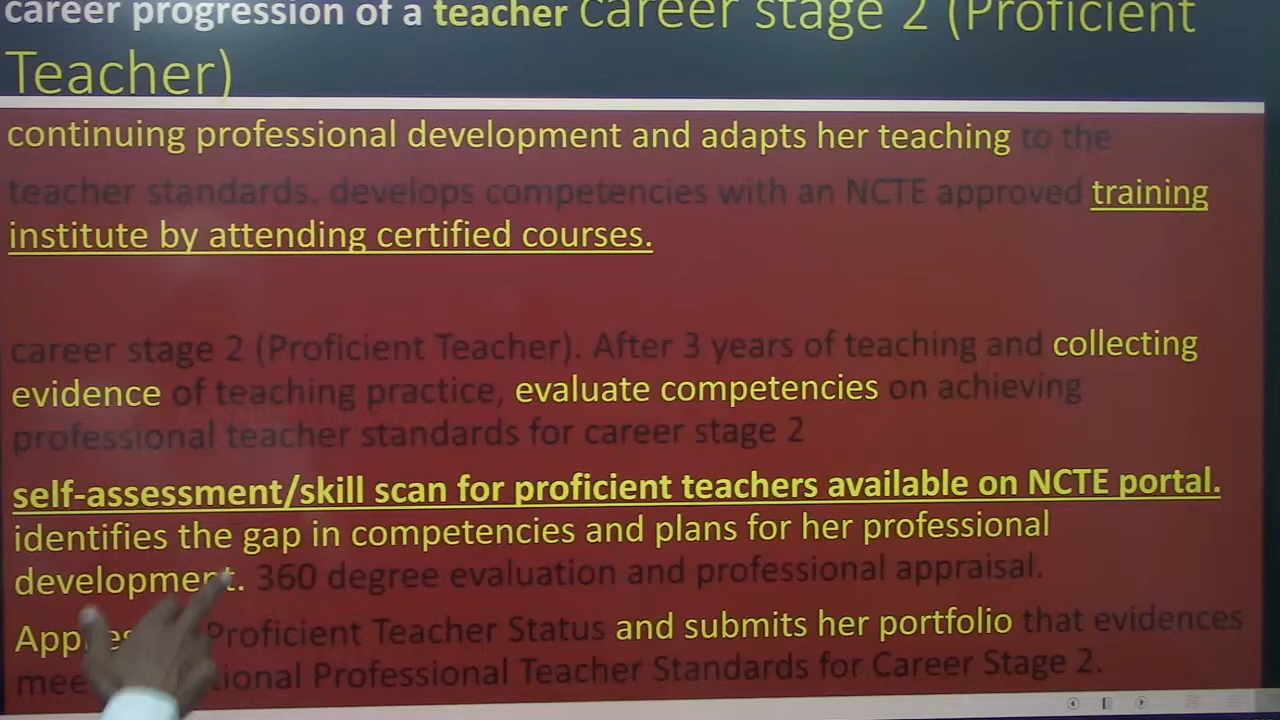 career progression of a teacher career stage 2 (Proficient
Teacher)
continuing professional development and adapts her teaching to the
teacher standards. develops competencies with an NCTE approved training
institute by attending certified courses.
career stage 2 (Proficient Teacher). After 3 years of teaching and collecting
evidence of teaching practice, evaluate competencies on achieving
professional teacher standards for career stage 2
self-assessment/skill scan for proficient teachers available on NCTE portal.
identifies the gap in competencies and plans for her professional
development. 360 degree evaluation and professional appraisal.
Proficient Teacher Status and submits her portfolio that evidences
Professional Teacher Standards for Career Stage 2.